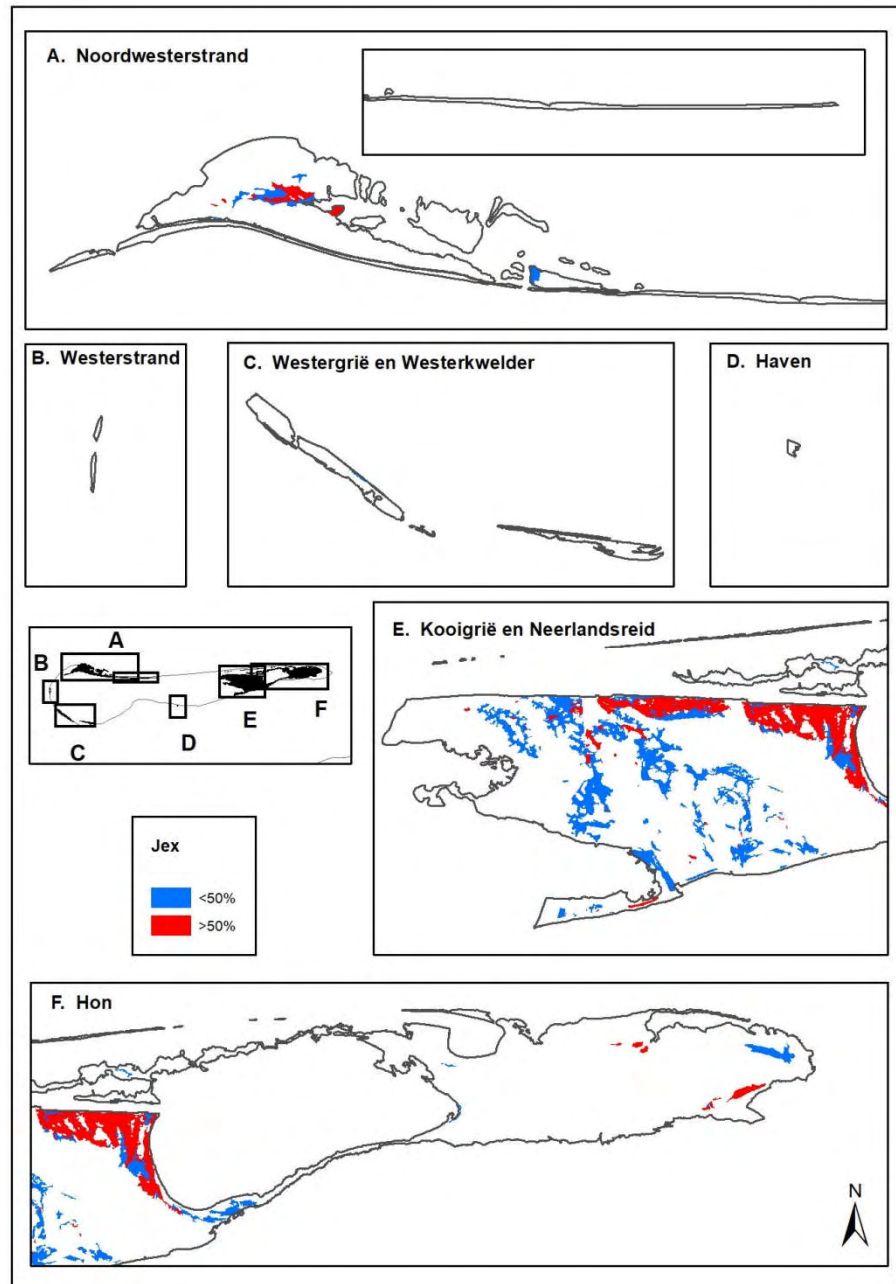 A. Noordwesterstrand
B. Westerstrand
C. Westergrië en Westerkwelder
D. Haven
A
B
C
D
E
F
E. Kooigrië en Neerlandsreid
Jex
<50%
>50%
F. Hon
N